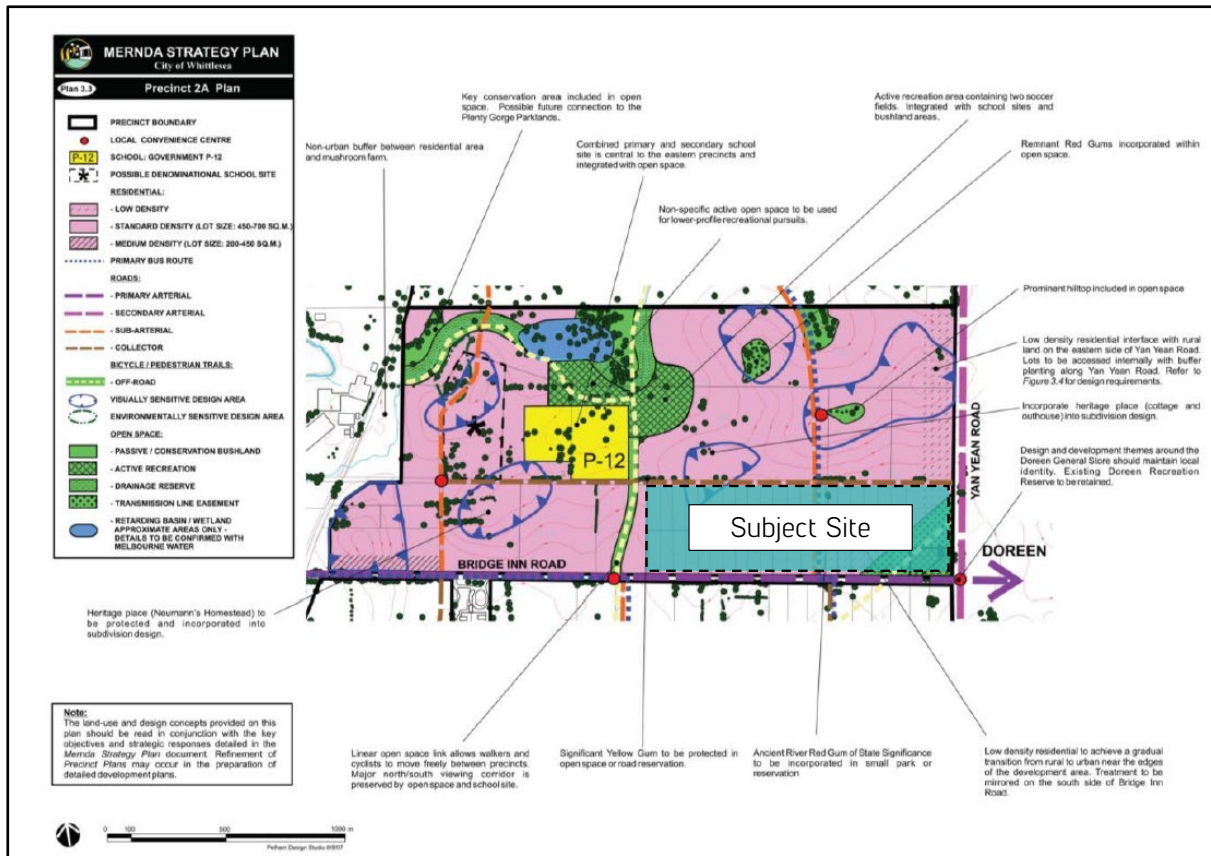 MERNDA STRATEGY PLAN
City of Whittlesea
Plan 3.3
Precinct 2A Plan
PRECINCT BOUNDARY
LOCAL CONVENIENCE CENTRE
P-12
SCHOOL: GOVERNMENT P-12
POSSIBLE DENOMINATIONAL SCHOOL SITE
RESIDENTIAL:
- LOW DENSITY
- STANDARD DENSITY (LOT SIZE: 450-700 SQ.M.)
- MEDIUM DENSITY (LOT SIZE: 200-450 SQ.M.)
PRIMARY BUS ROUTE
ROADS:
- PRIMARY ARTERIAL
- SECONDARY ARTERIAL
- SUB-ARTERIAL
- COLLECTOR
BICYCLE / PEDESTRIAN TRAILS:
- OFF-ROAD
VISUALLY SENSITIVE DESIGN AREA
ENVIRONMENTALLY SENSITIVE DESIGN AREA
OPEN SPACE:
- PASSIVE / CONSERVATION BUSHLAND
- ACTIVE RECREATION
- DRAINAGE RESERVE
- TRANSMISSION LINE EASEMENT
- RETARDING BASIN / WETLAND
APPROXIMATE AREAS ONLY -
DETAILS TO BE CONFIRMED WITH
MELBOURNE WATER
Non-urban buffer between residential area
and mushroom farm.
Key conservation area included in open
space. Possible future connection to the
Plenty Gorge Parklands.
Combined primary and secondary school
site is central to the eastern precincts and
integrated with open space.
Non-specific active open space to be used
for lower-profile recreational pursuits.
Active recreation area containing two soccer
fields. Integrated with school sites and
bushland areas.
Remnant Red Gums incorporated within
open space.
Prominent hilltop included in open space
Low density residential interface with rural
land on the eastern side of Yan Yean Road.
Lots to be accessed internally with buffer
planting along Yan Yean Road. Refer to
Figure 3.4 for design requirements.
Incorporate heritage place (cottage and
outhouse) into subdivision design.
Design and development themes around the
Doreen General Store should maintain local
identity. Existing Doreen Recreation
Reserve to be retained.
P-12
Subject Site
YAN YEAN ROAD
DOREEN
BRIDGE INN ROAD
Heritage place (Neumann's Homestead) to
be protected and incorporated into
subdivision design.
Linear open space link allows walkers and
cyclists to move freely between precincts.
Major north/south viewing corridor is
preserved by open space and school site.
Significant Yellow Gum to be protected in
open space or road reservation.
Ancient River Red Gum of State Significance
to be incorporated in small park or
reservation
Low density residential to achieve a gradual
transition from rural to urban near the edges
of the development area. Treatment to be
mirrored on the south side of Bridge Inn
Road.
Note:
The land-use and design concepts provided on this
plan should be read in conjunction with the key
objectives and strategic responses detailed in the
Mernda Strategy Plan document. Refinement of
Precinct Plans may occur in the preparation of
detailed development plans.
0 100 500 1000 m
Pelham Design Studio 8/8/07